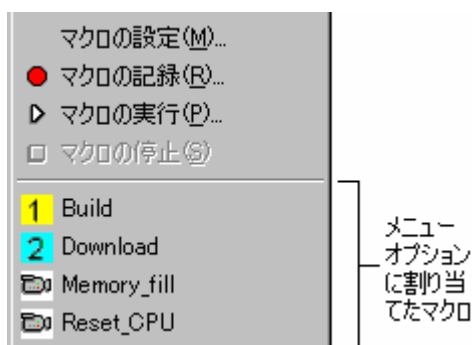 マクロの設定(M)...
マクロの記録(R)...
マクロの実行(P)...
マクロの停止(S)
1 Build
2 Download
Memory_fill
Reset_CPU
メニュー
オプション
に割り当
てたマクロ